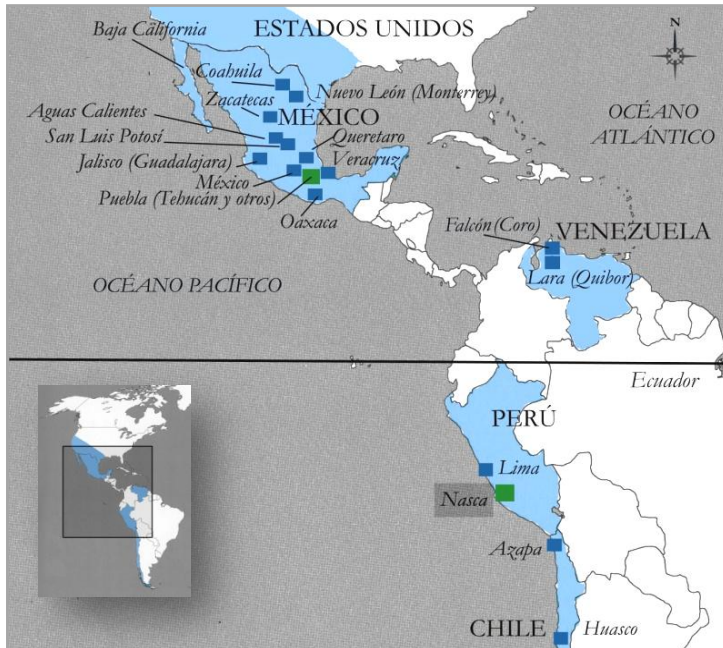 Baja California
ESTADOS UNIDOS
N
Coahuila
Nuevo León (Monterrey)
Zacatecas
MÉXICO
OCÉANO
ATLÁNTICO
Aguas Calientes
Queretaro
San Luis Potosí
Veracruz
Jalisco (Guadalajara)
México
Puebla (Tehucán y otros)
Oaxaca
Falcón (Coro)
VENEZUELA
Lara (Quibor)
OCÉANO PACÍFICO
Ecuador
PERÚ
Lima
Nasca
Azapa
CHILE
Huasco